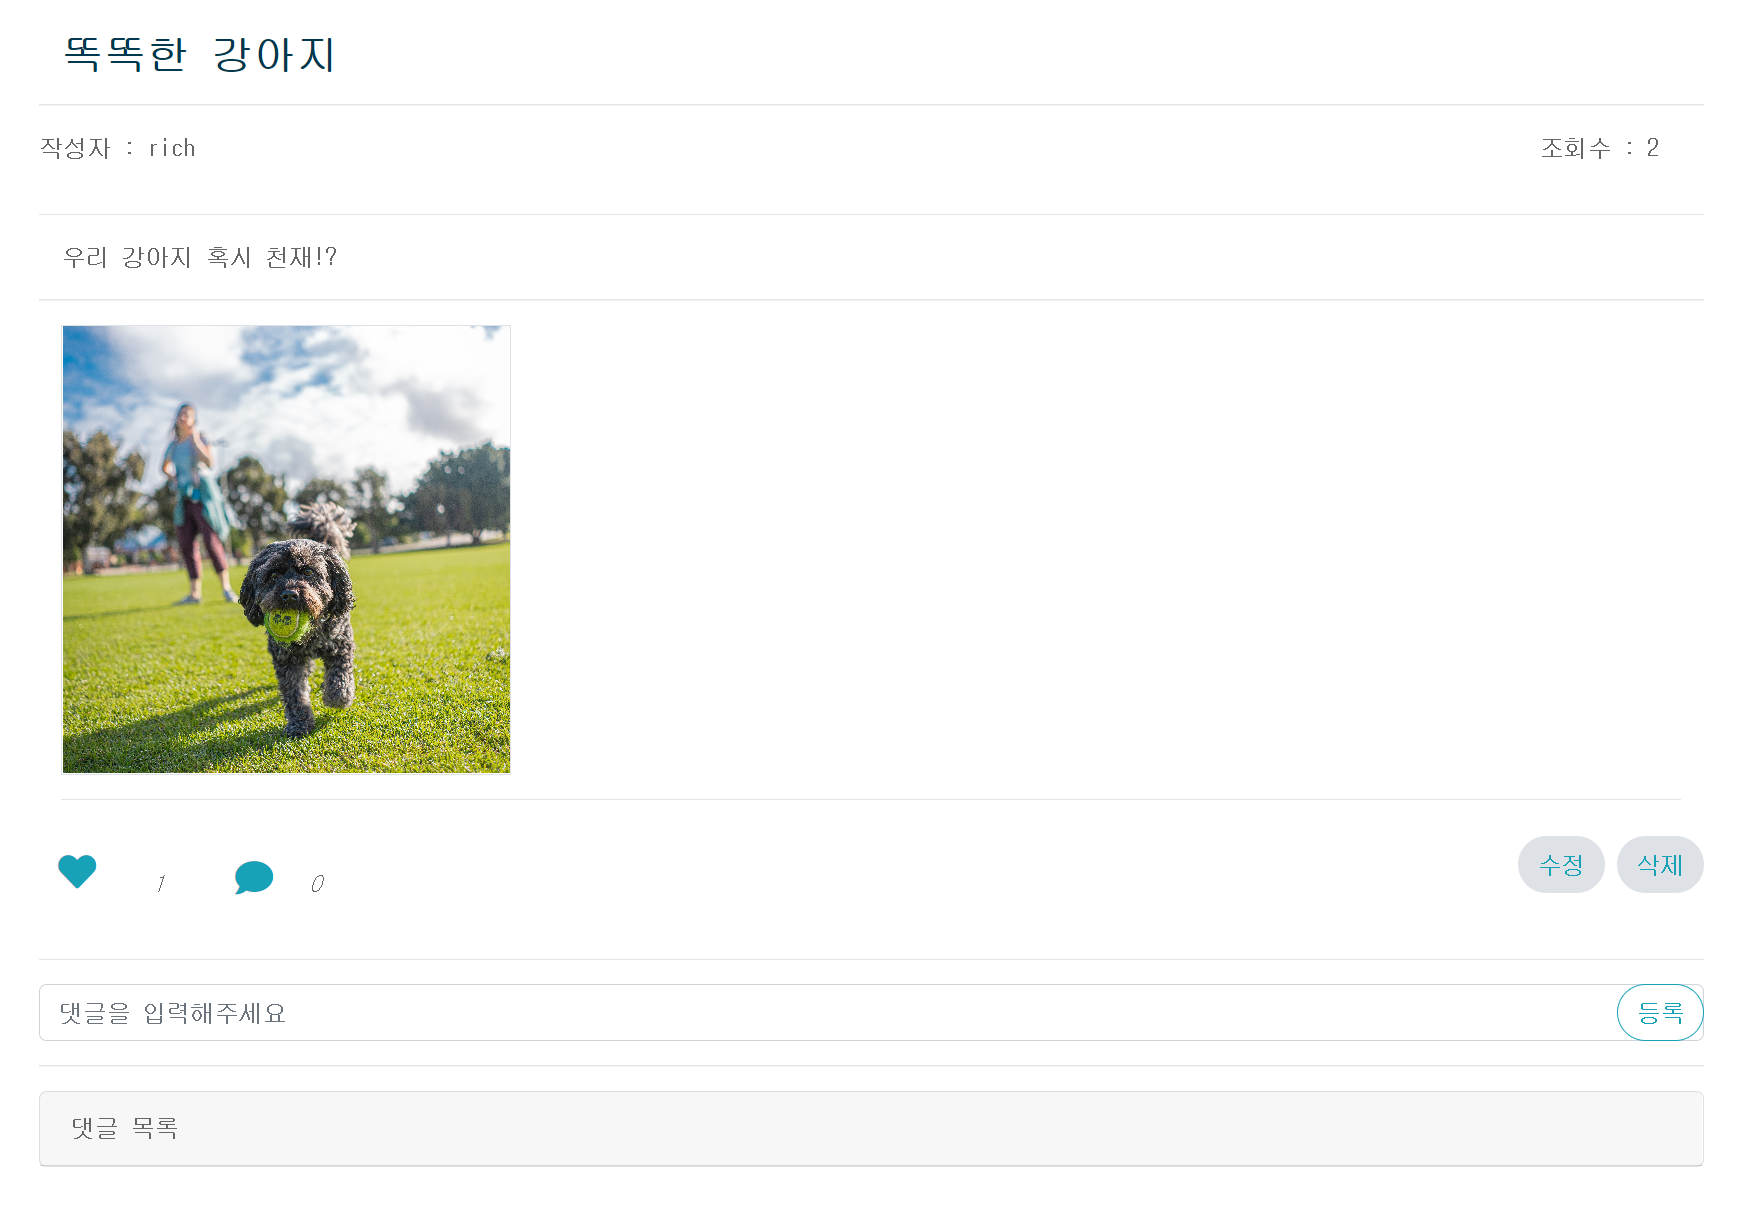 똑똑한 강아지
작성자 : rich
조회수 : 2
우리 강아지 혹시 천재!?
1
0
수정
삭제
댓글을 입력해주세요
등록
댓글 목록